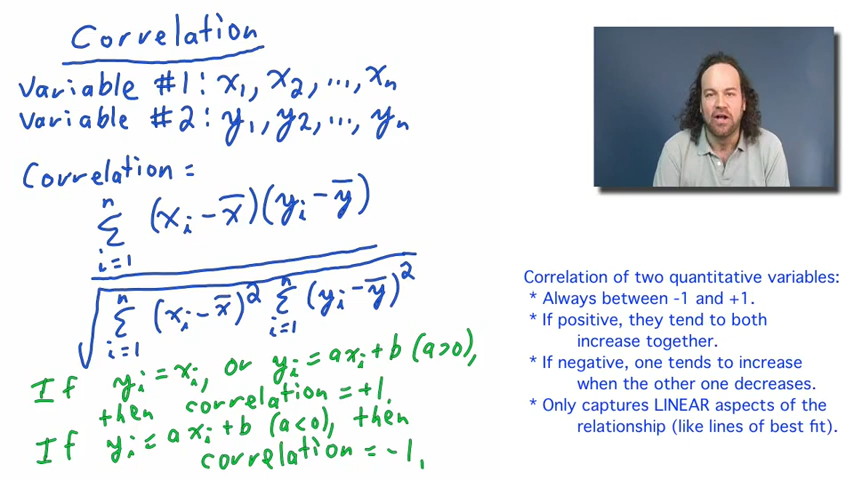 Correlation
Variable #1: x₁, x₂, ..., xₙ
Variable #2: y₁, y₂, ..., yₙ
Correlation =
n
∑ (xᵢ - x̅)(yᵢ - y̅)
i=1
√ n n
∑ (xᵢ - x̅)² ∑ (yᵢ - y̅)²
i=1 i=1
If yᵢ = xᵢ, or yᵢ = axᵢ + b (a>0),
then correlation = +1.
If yᵢ = axᵢ + b (a<0), then
correlation = -1.
Correlation of two quantitative variables:
* Always between -1 and +1.
* If positive, they tend to both
increase together.
* If negative, one tends to increase
when the other one decreases.
* Only captures LINEAR aspects of the
relationship (like lines of best fit).